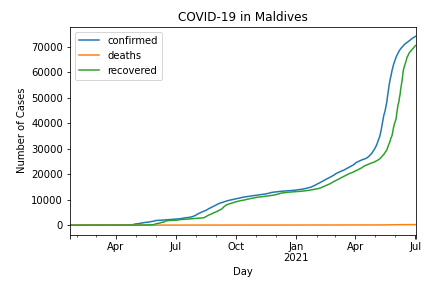 COVID-19 in Maldives
confirmed
deaths
recovered
Number of Cases
70000
60000
50000
40000
30000
20000
10000
0
Apr
Jul
Oct
Jan
2021
Apr
Jul
Day